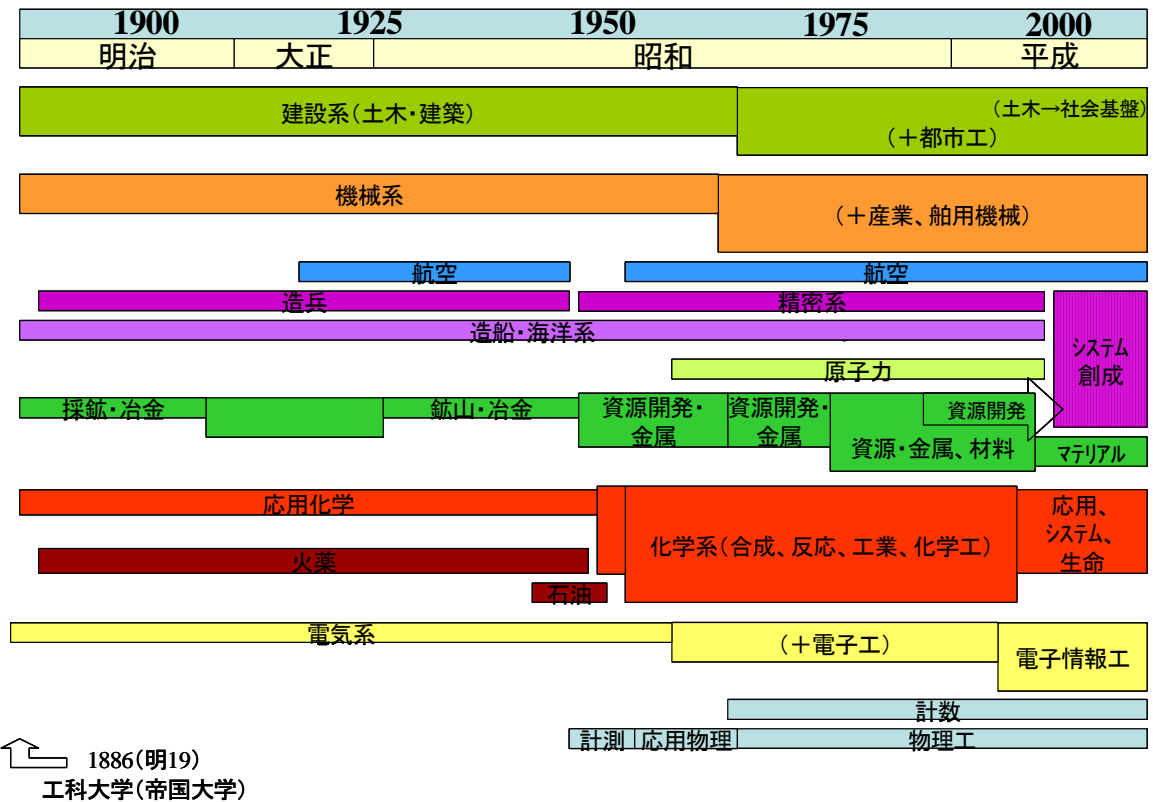 1900 1925 1950 1975 2000
明治 大正 昭和 平成
建設系(土木・建築)
(土木→社会基盤)
(+都市工)
機械系
(+産業、舶用機械)
航空 航空
造兵 精密系
造船・海洋系
システム
創成
原子力
採鉱・冶金 鉱山・冶金
資源開発・
金属
資源開発・
金属
資源開発
資源・金属、材料
マテリアル
応用化学
化学系(合成、反応、工業、化学工)
応用、
システム、
生命
火薬
石油
電気系
(+電子工)
電子情報工
計数
計測 応用物理 物理工
1886(明19)
工科大学(帝国大学)